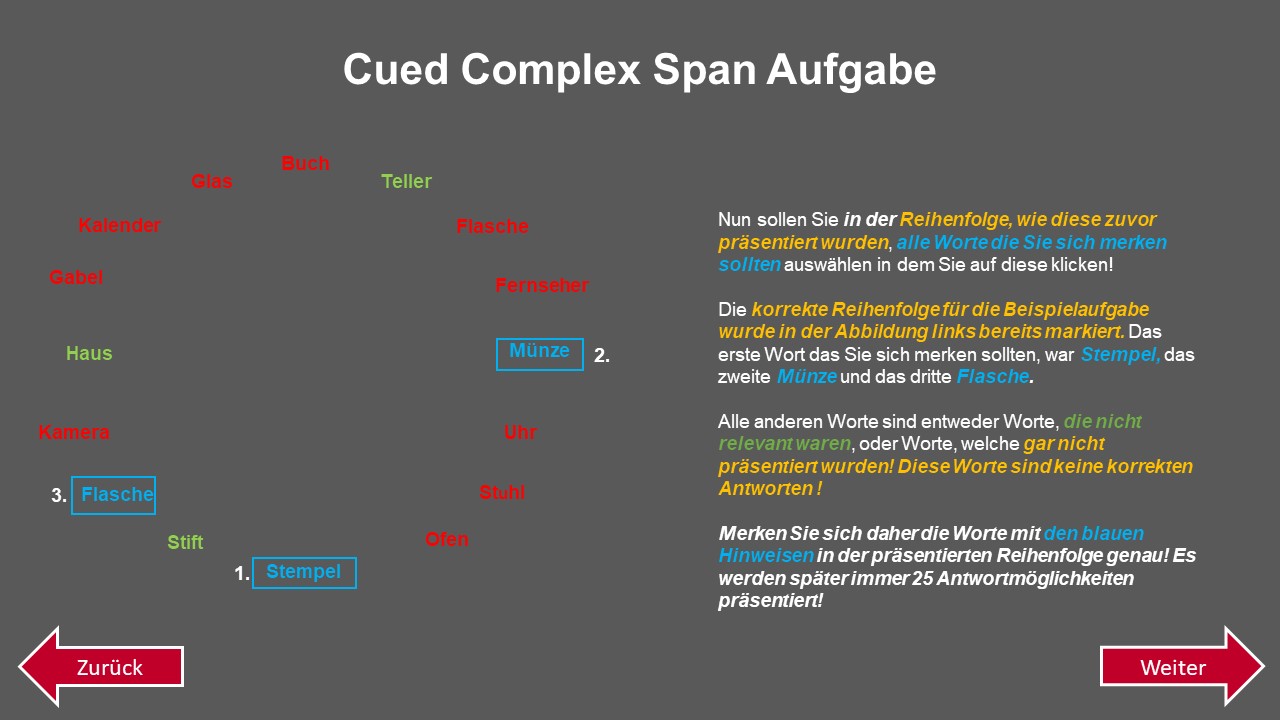 Cued Complex Span Aufgabe
Buch
Glas
Teller
Kalender
Flasche
Gabel
Fernseher
Haus
Münze 2.
Kamera
Uhr
3. Flasche
Stuhl
Stift
Ofen
1. Stempel
Nun sollen Sie in der Reihenfolge, wie diese zuvor
präsentiert wurden, alle Worte die Sie sich merken
sollten auswählen in dem Sie auf diese klicken!
Die korrekte Reihenfolge für die Beispielaufgabe
wurde in der Abbildung links bereits markiert. Das
erste Wort das Sie sich merken sollten, war Stempel, das
zweite Münze und das dritte Flasche.
Alle anderen Worte sind entweder Worte, die nicht
relevant waren, oder Worte, welche gar nicht
präsentiert wurden! Diese Worte sind keine korrekten
Antworten !
Merken Sie sich daher die Worte mit den blauen
Hinweisen in der präsentierten Reihenfolge genau! Es
werden später immer 25 Antwortmöglichkeiten
präsentiert!
Zurück
Weiter